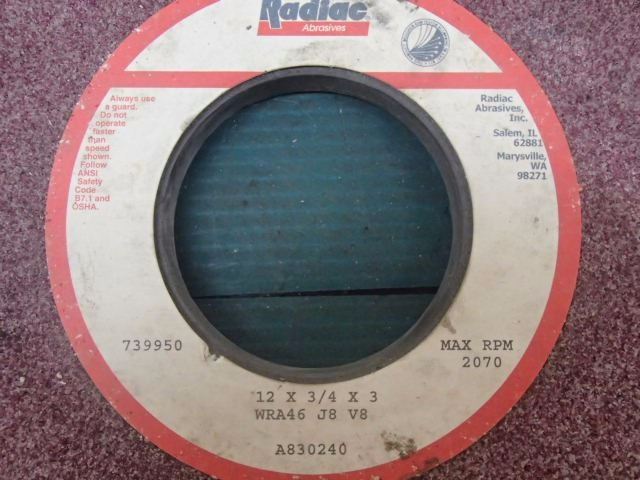 Radiac
Abrasives
Always use
a guard.
Do not
operate
faster
than
speed
shown.
Follow
ANSI
Safety
Code
B7.1 and
OSHA.
Radiac
Abrasives,
Inc.
Salem, IL
62881
Marysville,
WA
98271
739950
MAX RPM
2070
12 X 3/4 X 3
WRA46 J8 V8
A830240